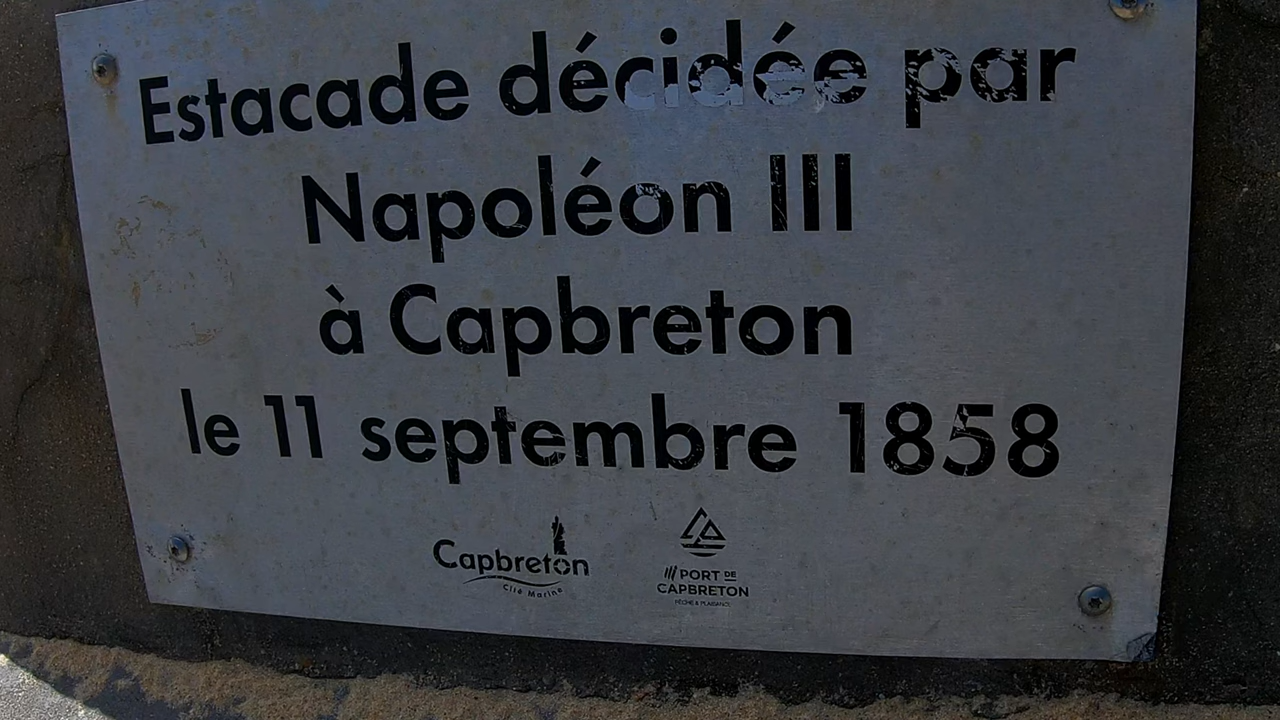 Estacade décidée par
Napoléon III
à Capbreton
le 11 septembre 1858
Capbreton
Cité Marine
PORT DE
CAPBRETON
PÊCHE & PLAISANCE